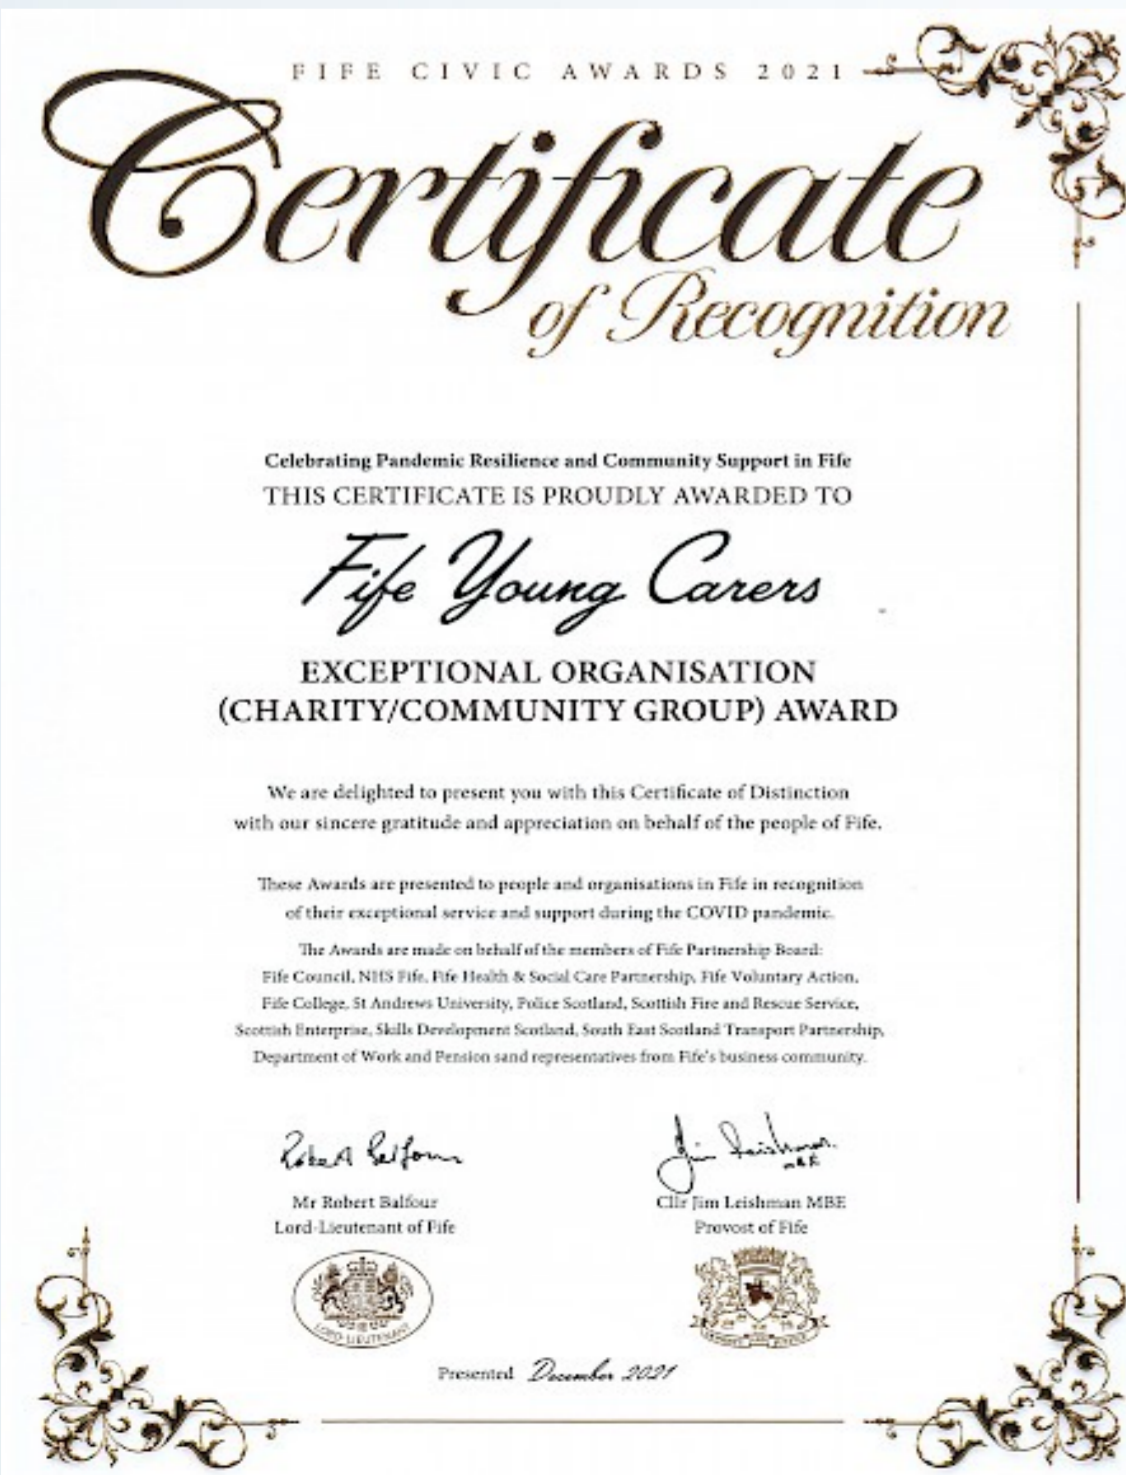 FIFE CIVIC AWARDS 2021
Certificate
of Recognition
Celebrating Pandemic Resilience and Community Support in Fife
THIS CERTIFICATE IS PROUDLY AWARDED TO
Fife Young Carers
EXCEPTIONAL ORGANISATION
(CHARITY/COMMUNITY GROUP) AWARD
We are delighted to present you with this Certificate of Distinction
with our sincere gratitude and appreciation on behalf of the people of Fife.
These Awards are presented to people and organisations in Fife in recognition
of their exceptional service and support during the COVID pandemic.
The Awards are made on behalf of the members of Fife Partnership Board:
Fife Council, NHS Fife, Fife Health & Social Care Partnership, Fife Voluntary Action,
Fife College, St Andrews University, Police Scotland, Scottish Fire and Rescue Service,
Scottish Enterprise, Skills Development Scotland, South East Scotland Transport Partnership,
Department of Work and Pension sand representatives from Fife's business community.
Robert Balfour
Jim Leishman
MBE
Mr Robert Balfour
Cllr Jim Leishman MBE
Lord-Lieutenant of Fife
Provost of Fife
LORD-LIEUTENANT
Presented December 2021